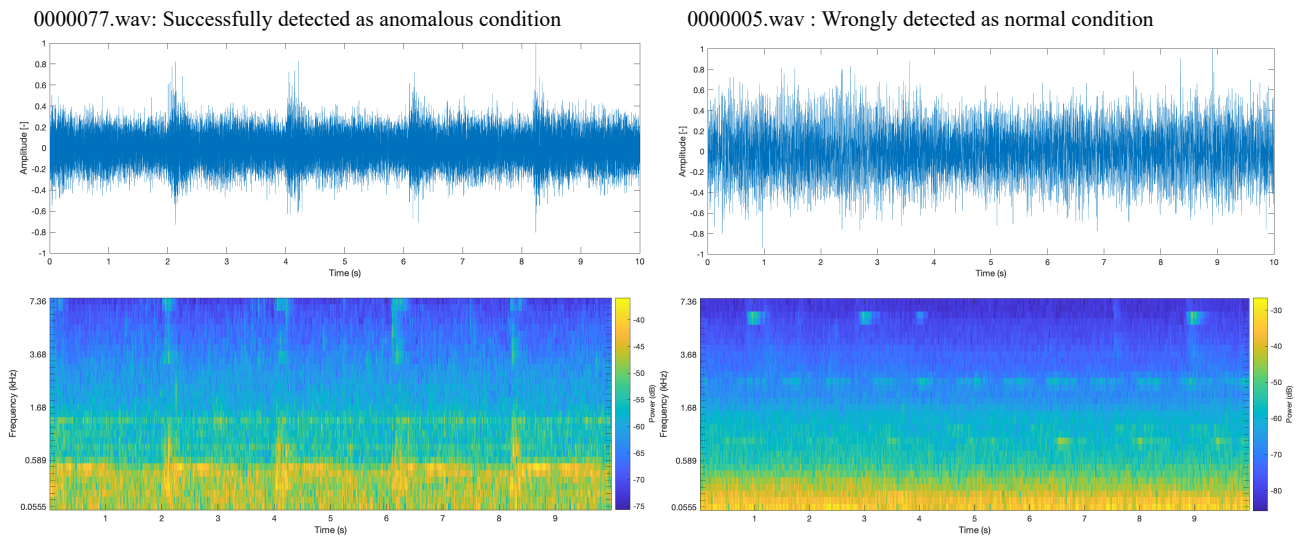 0000077.wav: Successfully detected as anomalous condition
1
0.8
0.6
0.4
0.2
0
-0.2
-0.4
-0.6
-0.8
-1
Amplitude [-]
0 1 2 3 4 5 6 7 8 9 10
Time (s)
7.36
3.68
1.68
0.589
0.0555
Frequency (kHz)
1 2 3 4 5 6 7 8 9
Time (s)
-40
-45
-50
-55
-60
-65
-70
-75
Power (dB)
0000005.wav : Wrongly detected as normal condition
1
0.8
0.6
0.4
0.2
0
-0.2
-0.4
-0.6
-0.8
-1
Amplitude [-]
0 1 2 3 4 5 6 7 8 9 10
Time (s)
7.36
3.68
1.68
0.589
0.0555
Frequency (kHz)
1 2 3 4 5 6 7 8 9
Time (s)
-30
-40
-50
-60
-70
-80
Power (dB)